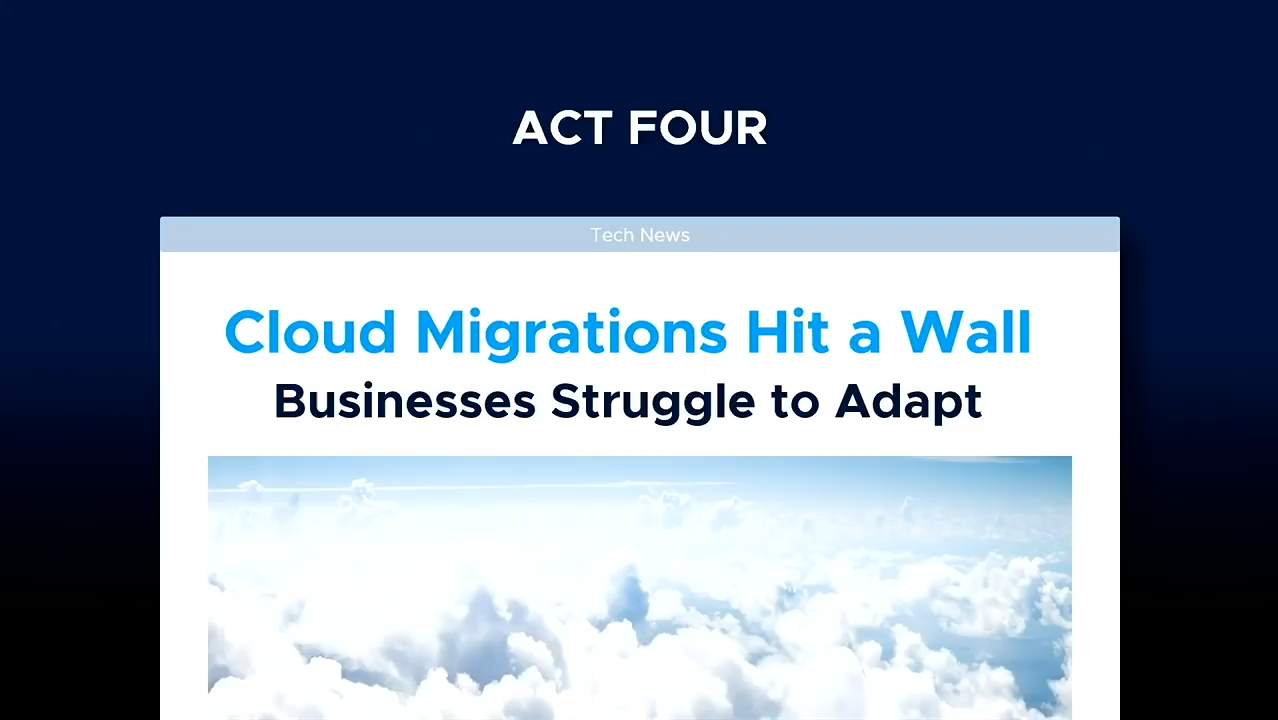 ACT FOUR
Tech News
Cloud Migrations Hit a Wall
Businesses Struggle to Adapt